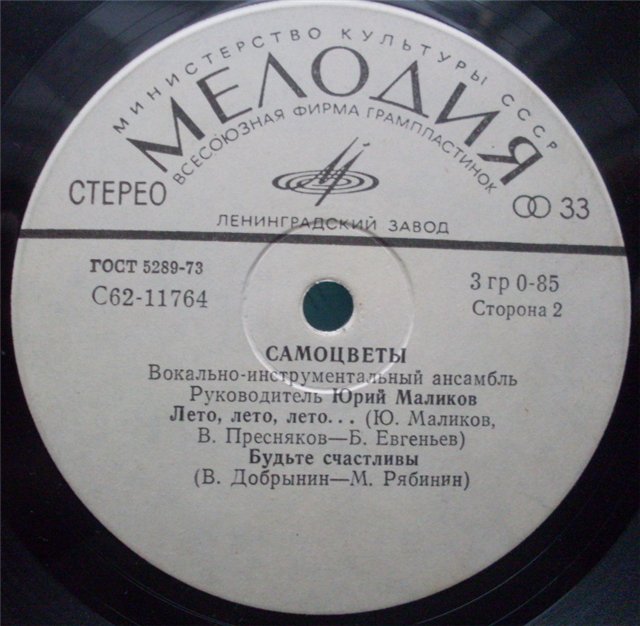 МИНИСТЕРСТВО КУЛЬТУРЫ СССР
МЕЛОДИЯ
ВСЕСОЮЗНАЯ ФИРМА ГРАМПЛАСТИНОК
СТЕРЕО
33
ЛЕНИНГРАДСКИЙ ЗАВОД
ГОСТ 5289-73
3 гр 0-85
С62-11764
Сторона 2
САМОЦВЕТЫ
Вокально-инструментальный ансамбль
Руководитель Юрий Маликов
Лето, лето, лето... (Ю. Маликов,
В. Пресняков—Б. Евгеньев)
Будьте счастливы
(В. Добрынин—М. Рябинин)